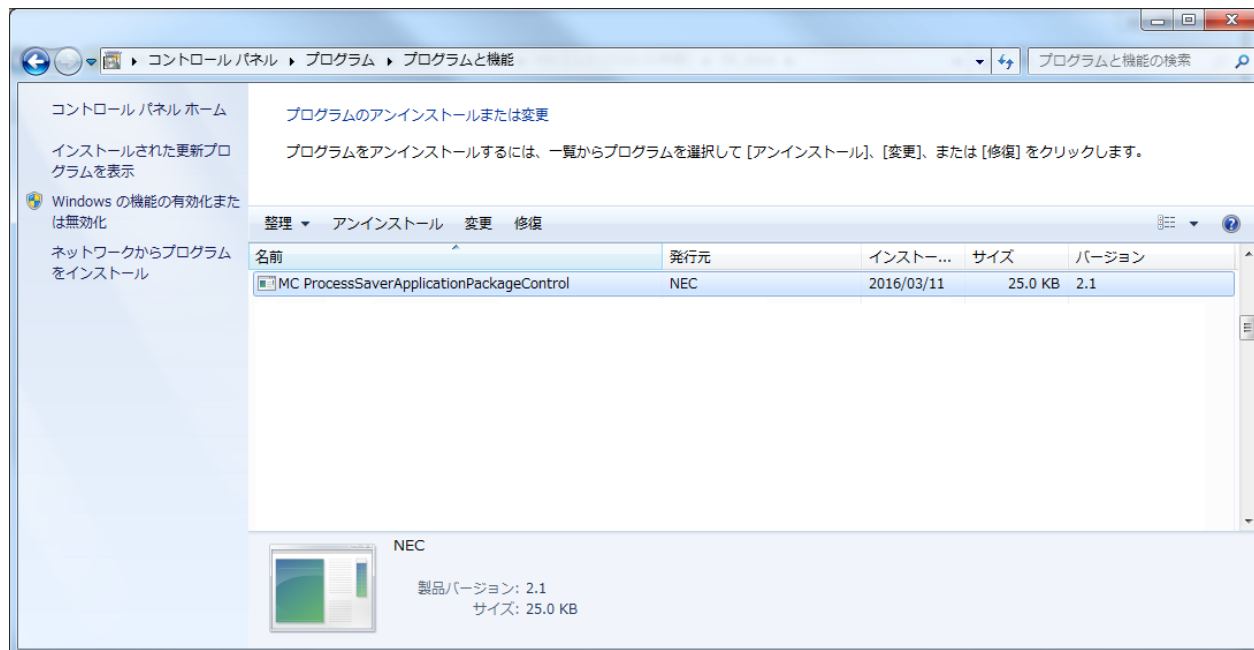 コントロール パネル ▸ プログラム ▸ プログラムと機能
プログラムと機能の検索
コントロール パネル ホーム
インストールされた更新プロ
グラムを表示
Windows の機能の有効化また
は無効化
ネットワークからプログラム
をインストール
プログラムのアンインストールまたは変更
プログラムをアンインストールするには、一覧からプログラムを選択して [アンインストール]、[変更]、または [修復] をクリックします。
整理 ▼ アンインストール 変更 修復
名前 発行元 インストー... サイズ バージョン
MC ProcessSaverApplicationPackageControl NEC 2016/03/11 25.0 KB 2.1
NEC
製品バージョン: 2.1
サイズ: 25.0 KB